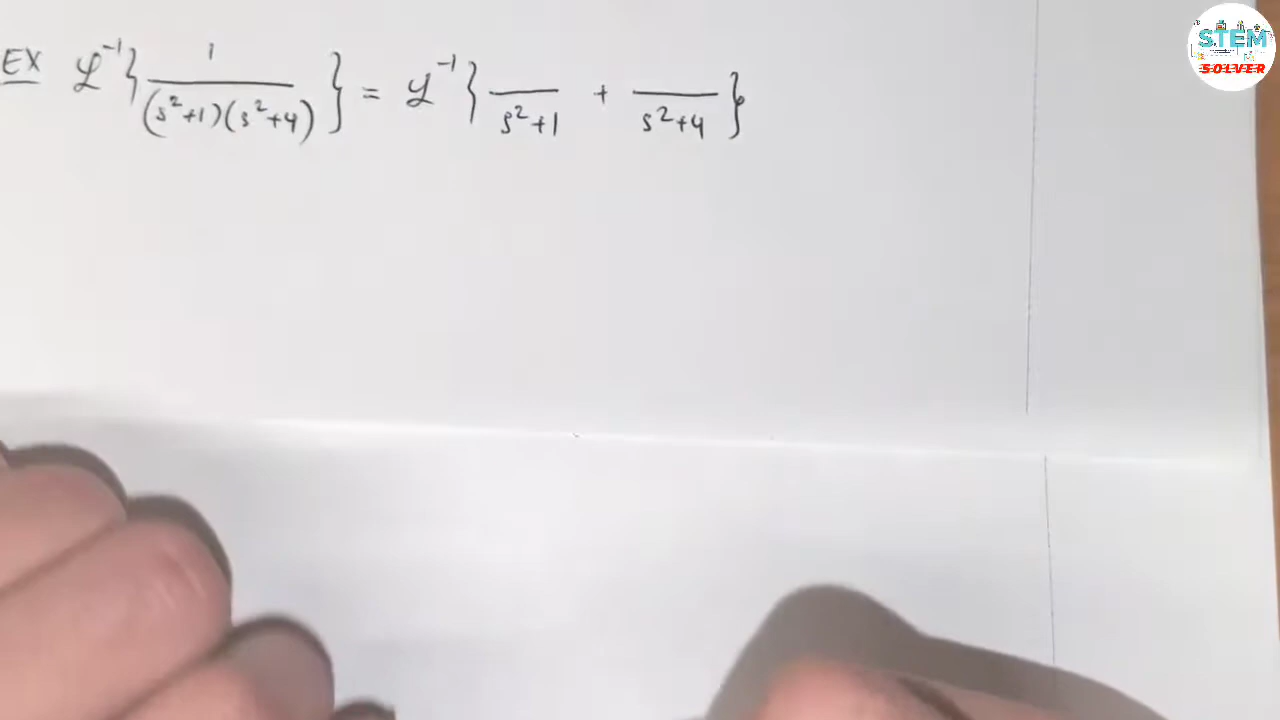 EX ℒ⁻¹{ 1 / (s²+1)(s²+4) } = ℒ⁻¹{ / s²+1 + / s²+4 }
STEM
SOLVER